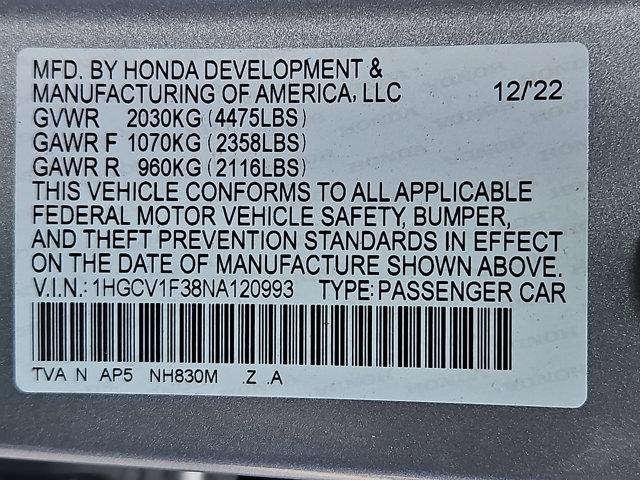 MFD. BY HONDA DEVELOPMENT &
MANUFACTURING OF AMERICA, LLC 12/'22
GVWR 2030KG (4475LBS)
GAWR F 1070KG (2358LBS)
GAWR R 960KG (2116LBS)
THIS VEHICLE CONFORMS TO ALL APPLICABLE
FEDERAL MOTOR VEHICLE SAFETY, BUMPER,
AND THEFT PREVENTION STANDARDS IN EFFECT
ON THE DATE OF MANUFACTURE SHOWN ABOVE.
V.I.N.: 1HGCV1F38NA120993 TYPE: PASSENGER CAR
TVA N AP5 NH830M .Z .A